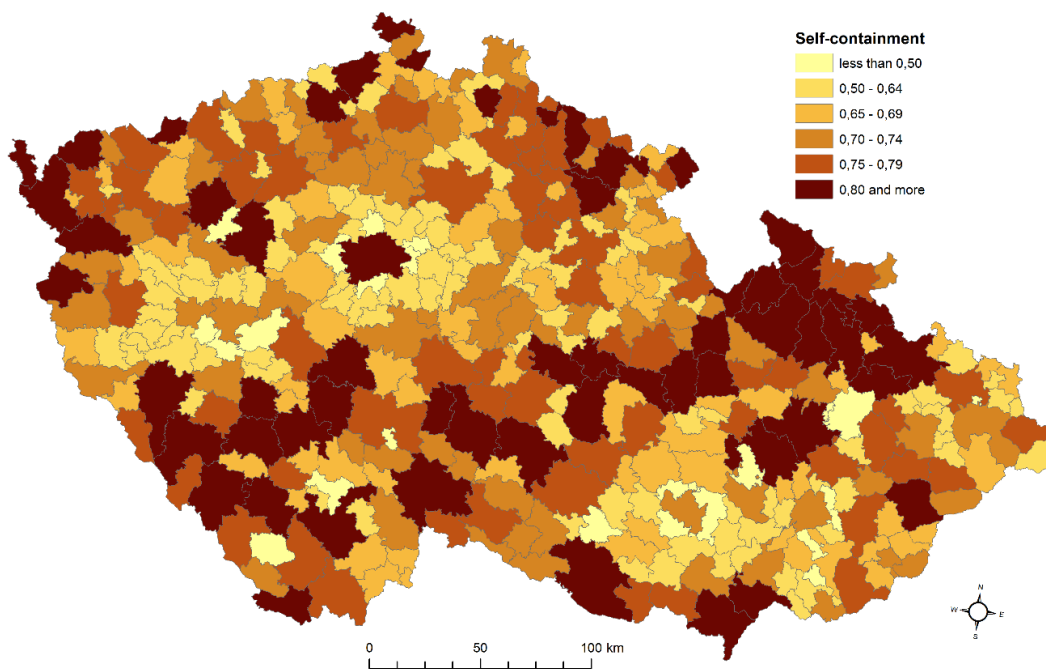 Self-containment
less than 0,50
0,50 - 0,64
0,65 - 0,69
0,70 - 0,74
0,75 - 0,79
0,80 and more
N
W E
S
0 50 100 km